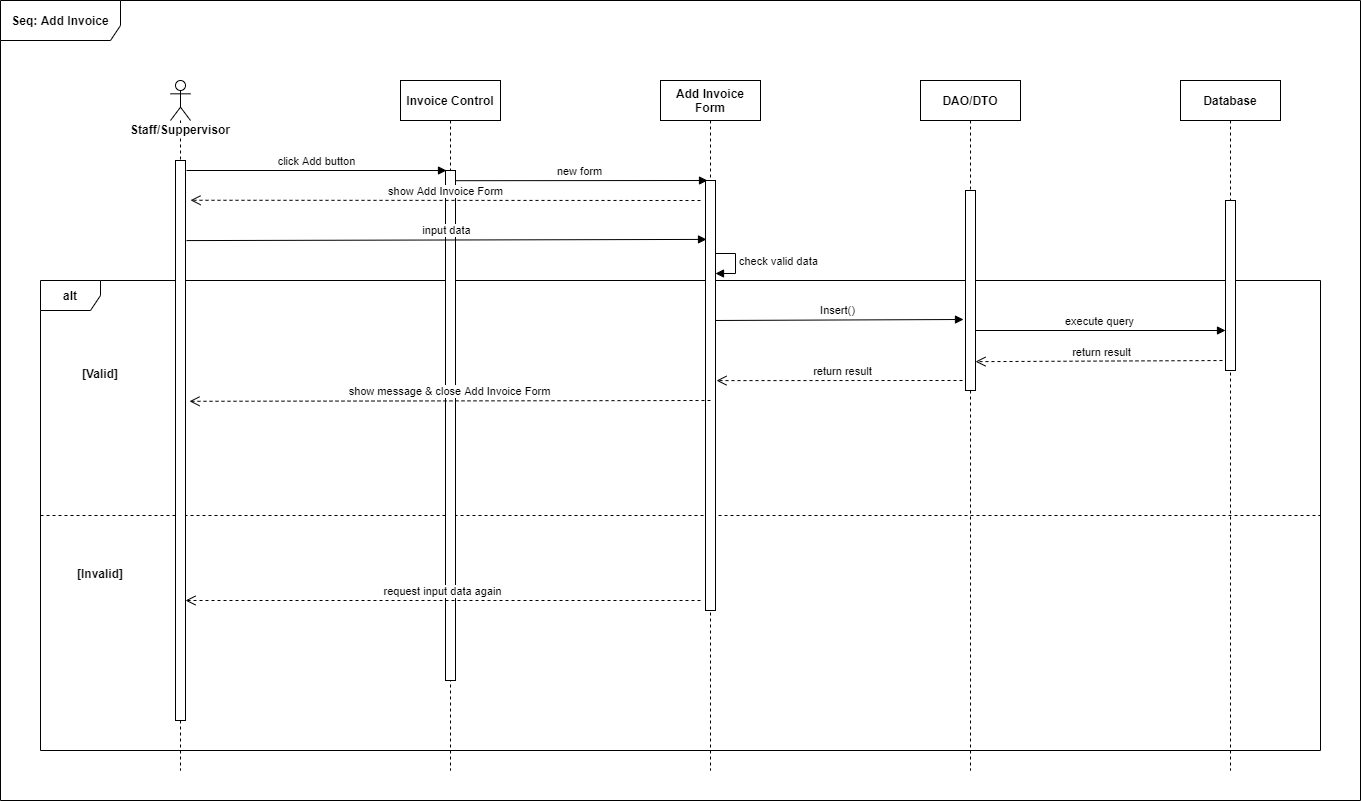 Seq: Add Invoice
Staff/Suppervisor
Invoice Control
Add Invoice
Form
DAO/DTO
Database
click Add button
new form
show Add Invoice Form
input data
check valid data
alt
Insert()
execute query
return result
[Valid]
return result
show message & close Add Invoice Form
[Invalid]
request input data again